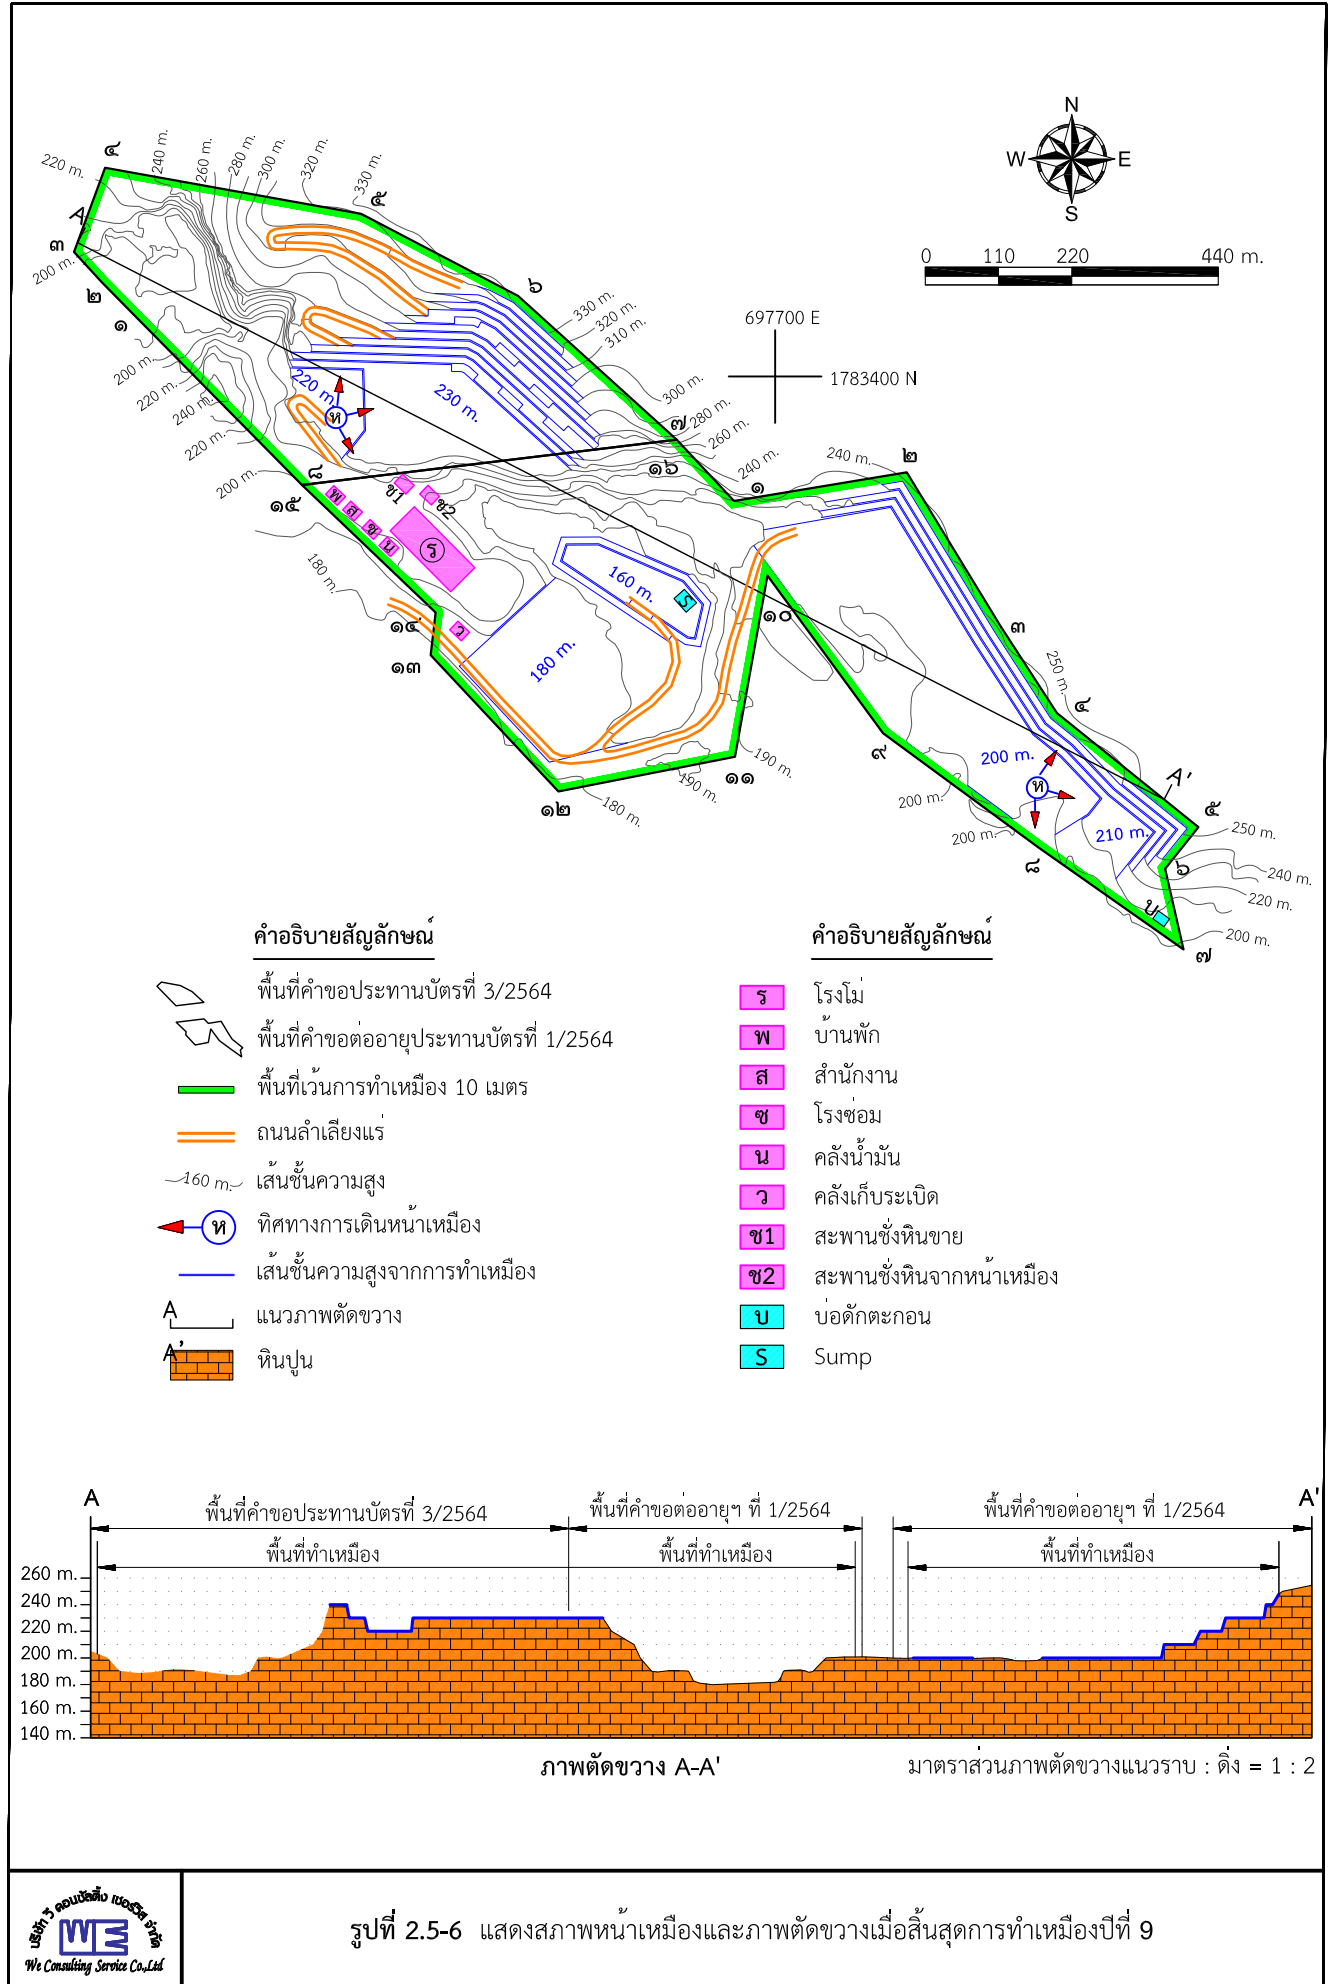 N
W E
S
0 110 220 440 m.
697700 E
1783400 N
๔
220 m.
240 m.
260 m.
280 m.
300 m.
320 m.
330 m.
๕
A
๓
200 m.
๒
๑
๖
330 m.
320 m.
310 m.
200 m.
220 m.
240 m.
220 m.
200 m.
220 m.
230 m.
ห
300 m.
๗
280 m.
260 m.
๑๖
240 m.
๑
240 m.
๒
๘
๑๕
ช1
ช2
พ
ส
ซ
น
ร
180 m.
160 m.
S
๑๔
ว
๑๓
180 m.
๑๐
๓
250 m.
๔
๙
200 m.
ห
A'
๕
190 m.
๑๑
190 m.
180 m.
๑๒
200 m.
200 m.
210 m.
250 m.
๘
๖
240 m.
220 m.
บ
200 m.
๗
คำอธิบายสัญลักษณ์
พื้นที่คำขอประทานบัตรที่ 3/2564
พื้นที่คำขอต่ออายุประทานบัตรที่ 1/2564
พื้นที่เว้นการทำเหมือง 10 เมตร
ถนนลำเลียงแร่
160 m. เส้นชั้นความสูง
ห ทิศทางการเดินหน้าเหมือง
เส้นชั้นความสูงจากการทำเหมือง
A A' แนวภาพตัดขวาง
หินปูน
คำอธิบายสัญลักษณ์
ร โรงโม่
พ บ้านพัก
ส สำนักงาน
ซ โรงซ่อม
น คลังน้ำมัน
ว คลังเก็บระเบิด
ช1 สะพานชั่งหินขาย
ช2 สะพานชั่งหินจากหน้าเหมือง
บ บ่อดักตะกอน
S Sump
A A'
พื้นที่คำขอประทานบัตรที่ 3/2564 พื้นที่คำขอต่ออายุฯ ที่ 1/2564 พื้นที่คำขอต่ออายุฯ ที่ 1/2564
พื้นที่ทำเหมือง พื้นที่ทำเหมือง พื้นที่ทำเหมือง
260 m.
240 m.
220 m.
200 m.
180 m.
160 m.
140 m.
ภาพตัดขวาง A-A'
มาตราส่วนภาพตัดขวางแนวราบ : ดิ่ง = 1 : 2
บริษัท วี คอนซัลติ้ง เซอร์วิส จำกัด
WE
We Consulting Service Co.,Ltd
รูปที่ 2.5-6 แสดงสภาพหน้าเหมืองและภาพตัดขวางเมื่อสิ้นสุดการทำเหมืองปีที่ 9